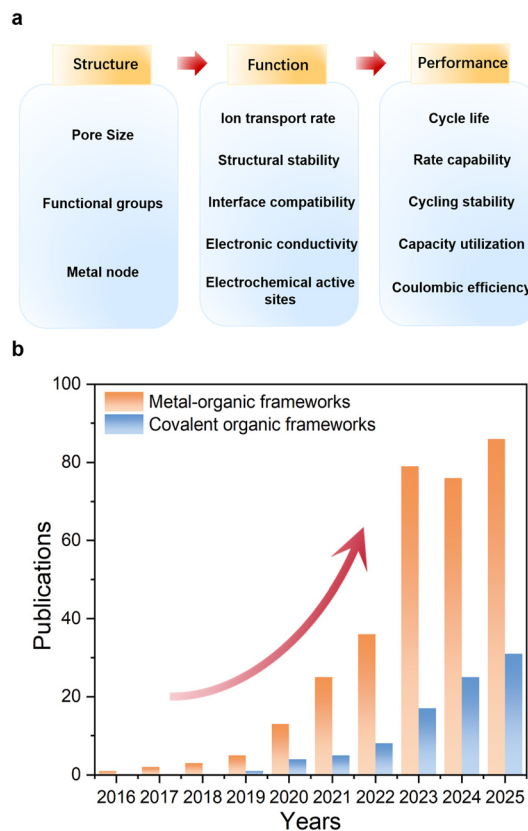 a
Structure
Function
Performance
Pore Size
Functional groups
Metal node
Ion transport rate
Structural stability
Interface compatibility
Electronic conductivity
Electrochemical active
sites
Cycle life
Rate capability
Cycling stability
Capacity utilization
Coulombic efficiency
b
100
80
60
40
20
0
Publications
Metal-organic frameworks
Covalent organic frameworks
2016 2017 2018 2019 2020 2021 2022 2023 2024 2025
Years